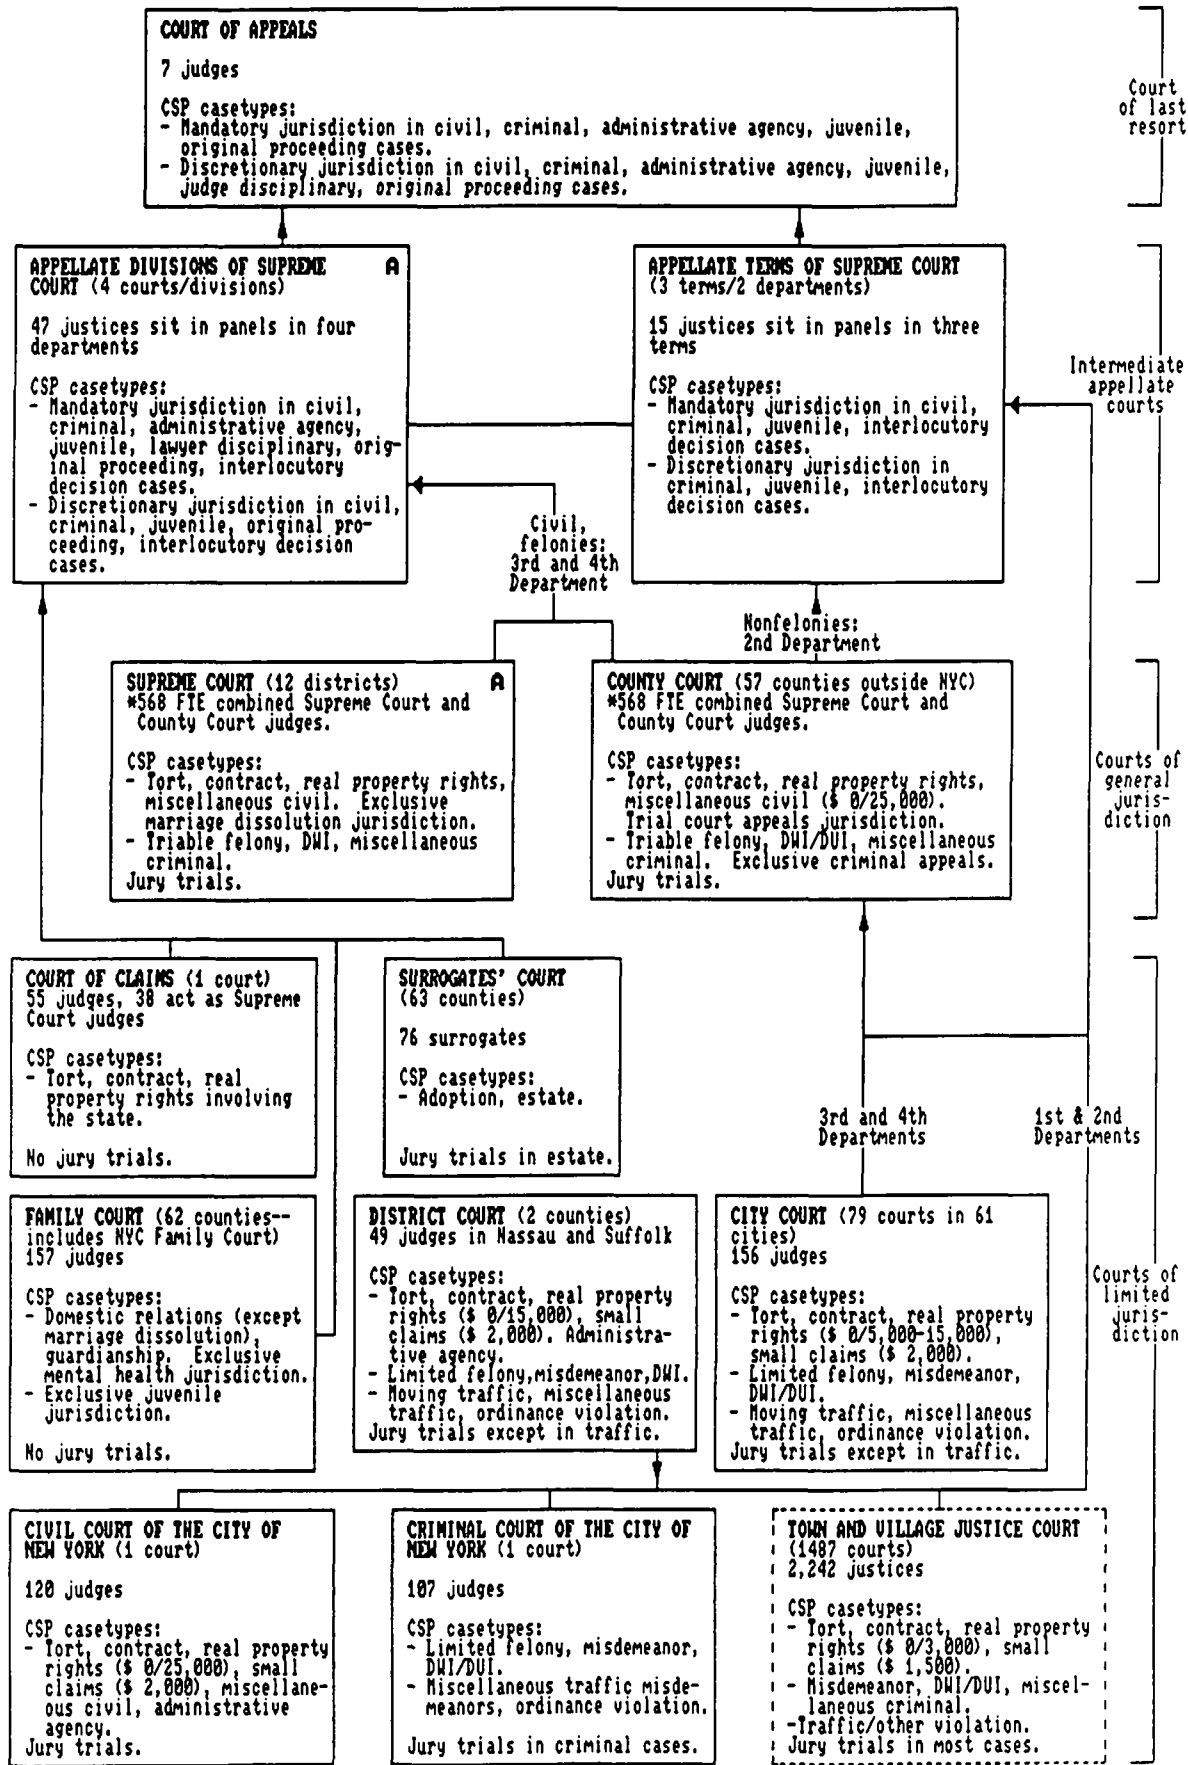 COURT OF APPEALS
7 judges
CSP casetypes:
- Mandatory jurisdiction in civil, criminal, administrative agency, juvenile,
original proceeding cases.
- Discretionary jurisdiction in civil, criminal, administrative agency, juvenile,
judge disciplinary, original proceeding cases.
Court
of last
resort
APPELLATE DIVISIONS OF SUPREME A
COURT (4 courts/divisions)
47 justices sit in panels in four
departments
CSP casetypes:
- Mandatory jurisdiction in civil,
criminal, administrative agency,
juvenile, lawyer disciplinary, orig-
inal proceeding, interlocutory
decision cases.
- Discretionary jurisdiction in civil,
criminal, juvenile, original pro-
ceeding, interlocutory decision
cases.
APPELLATE TERMS OF SUPREME COURT
(3 terms/2 departments)
15 justices sit in panels in three
terms
CSP casetypes:
- Mandatory jurisdiction in civil,
criminal, juvenile, interlocutory
decision cases.
- Discretionary jurisdiction in
criminal, juvenile, interlocutory
decision cases.
Intermediate
appellate
courts
Civil,
felonies:
3rd and 4th
Department
Nonfelonies:
2nd Department
SUPREME COURT (12 districts) A
*568 FTE combined Supreme Court and
County Court judges.
CSP casetypes:
- Tort, contract, real property rights,
miscellaneous civil. Exclusive
marriage dissolution jurisdiction.
- Triable felony, DWI, miscellaneous
criminal.
Jury trials.
COUNTY COURT (57 counties outside NYC)
*568 FTE combined Supreme Court and
County Court judges.
CSP casetypes:
- Tort, contract, real property rights,
miscellaneous civil ($ 0/25,000).
Trial court appeals jurisdiction.
- Triable felony, DWI/DUI, miscellaneous
criminal. Exclusive criminal appeals.
Jury trials.
Courts of
general
juris-
diction
COURT OF CLAIMS (1 court)
55 judges, 38 act as Supreme
Court judges
CSP casetypes:
- Tort, contract, real
property rights involving
the state.
No jury trials.
SURROGATES' COURT
(63 counties)
76 surrogates
CSP casetypes:
- Adoption, estate.
Jury trials in estate.
3rd and 4th
Departments
1st & 2nd
Departments
FAMILY COURT (62 counties--
includes NYC Family Court)
157 judges
CSP casetypes:
- Domestic relations (except
marriage dissolution),
guardianship. Exclusive
mental health jurisdiction.
- Exclusive juvenile
jurisdiction.
No jury trials.
DISTRICT COURT (2 counties)
49 judges in Nassau and Suffolk
CSP casetypes:
- Tort, contract, real property
rights ($ 0/15,000), small
claims ($ 2,000). Administra-
tive agency.
- Limited felony,misdemeanor,DWI.
- Moving traffic, miscellaneous
traffic, ordinance violation.
Jury trials except in traffic.
CITY COURT (79 courts in 61
cities)
156 judges
CSP casetypes:
- Tort, contract, real property
rights ($ 0/5,000-15,000),
small claims ($ 2,000).
- Limited felony, misdemeanor,
DWI/DUI.
- Moving traffic, miscellaneous
traffic, ordinance violation.
Jury trials except in traffic.
Courts of
limited
juris-
diction
CIVIL COURT OF THE CITY OF
NEW YORK (1 court)
120 judges
CSP casetypes:
- Tort, contract, real property
rights ($ 0/25,000), small
claims ($ 2,000), miscellane-
ous civil, administrative
agency.
Jury trials.
CRIMINAL COURT OF THE CITY OF
NEW YORK (1 court)
107 judges
CSP casetypes:
- Limited felony, misdemeanor,
DWI/DUI.
- Miscellaneous traffic misde-
meanors, ordinance violation.
Jury trials in criminal cases.
TOWN AND VILLAGE JUSTICE COURT
(1487 courts)
2,242 justices
CSP casetypes:
- Tort, contract, real property
rights ($ 0/3,000), small
claims ($ 1,500).
- Misdemeanor, DWI/DUI, miscel-
laneous criminal.
-Traffic/other violation.
Jury trials in most cases.